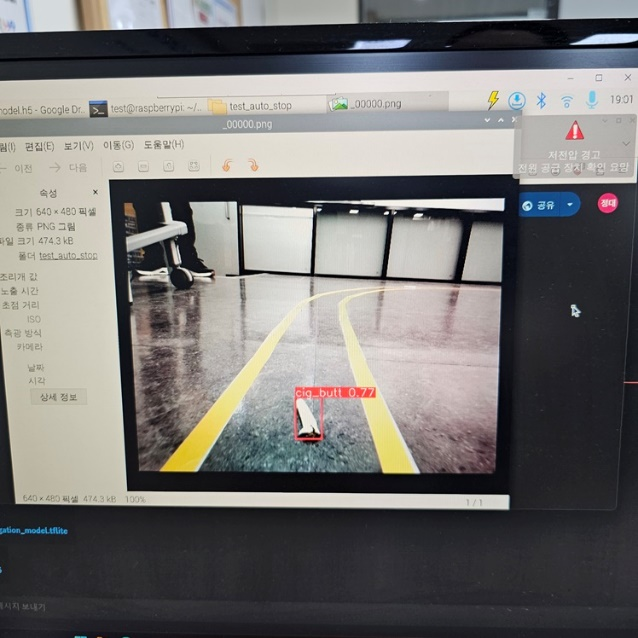 model.h5 - Google Dr..
test@raspberrypi: ~/..
test_auto_stop
_00000.png
19:01
_00000.png
편집(E) 보기(V) 이동(G) 도움말(H)
이전 다음
저전압 경고
전원 공급 장치 확인 요망
속성
크기 640 × 480 픽셀
종류 PNG 그림
파일 크기 474.3 kB
폴더 test_auto_stop
조리개 값
노출 시간
초점 거리
ISO
측광 방식
카메라
날짜
시각
상세 정보
공유
정대
cig_butt 0.77
640 × 480 픽셀 474.3 kB 100%
1 / 1
gation_model.tflite
보내기